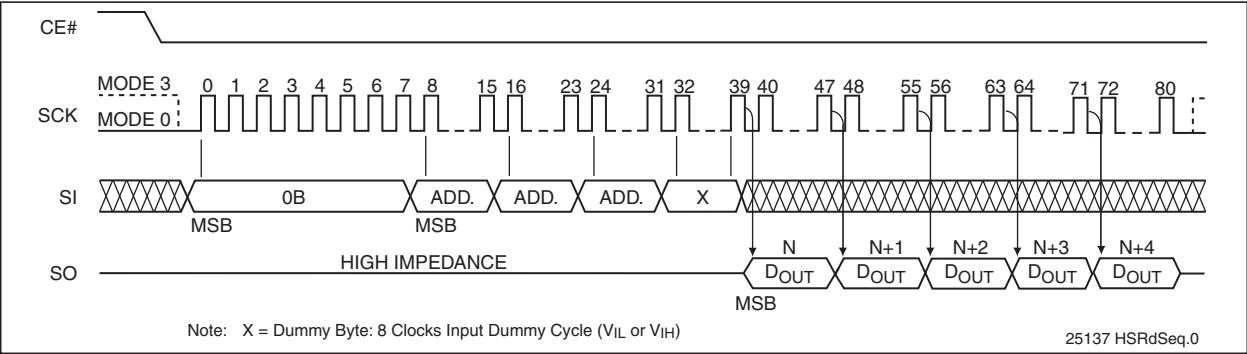 CE#
MODE 3 0 1 2 3 4 5 6 7 8 15 16 23 24 31 32 39 40 47 48 55 56 63 64 71 72 80
SCK MODE 0
SI 0B ADD. ADD. ADD. X
MSB MSB
N N+1 N+2 N+3 N+4
SO HIGH IMPEDANCE DOUT DOUT DOUT DOUT DOUT
MSB
Note: X = Dummy Byte: 8 Clocks Input Dummy Cycle (VIL or VIH)
25137 HSRdSeq.0